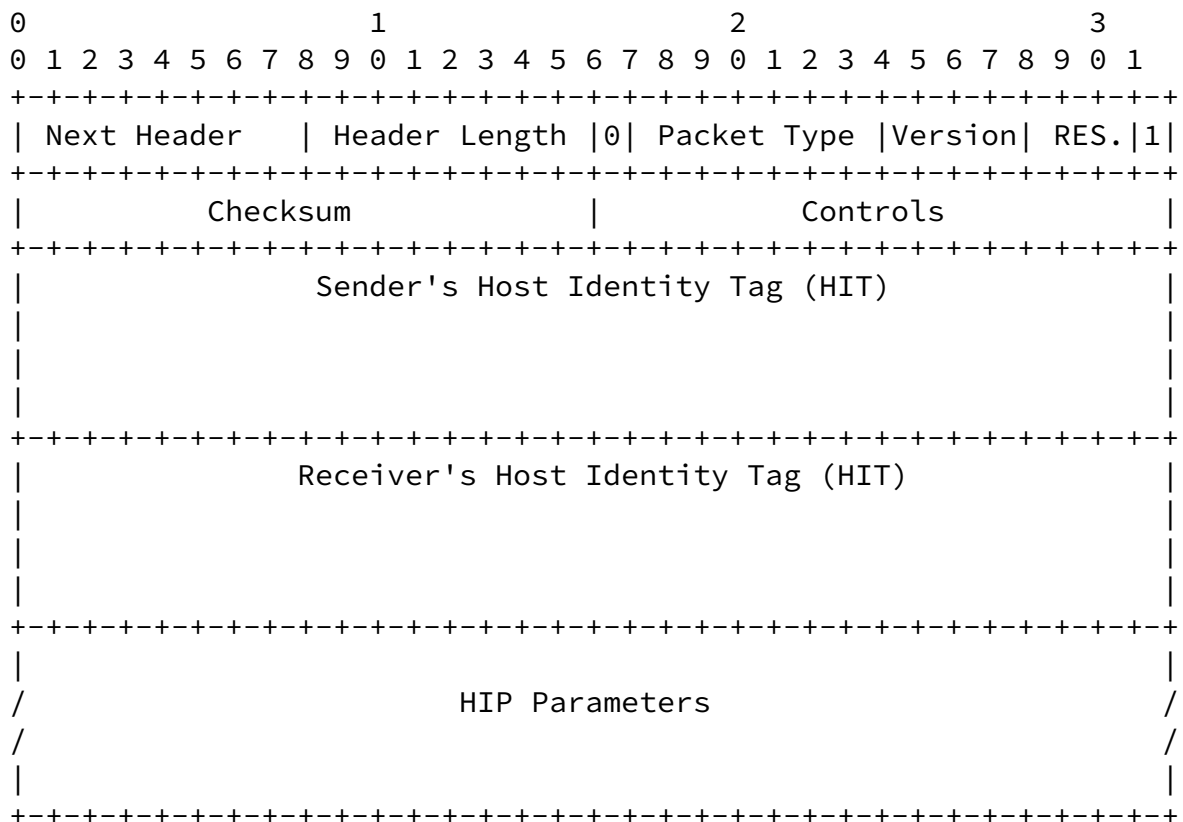 0                   1                   2                   3
0 1 2 3 4 5 6 7 8 9 0 1 2 3 4 5 6 7 8 9 0 1 2 3 4 5 6 7 8 9 0 1
+-+-+-+-+-+-+-+-+-+-+-+-+-+-+-+-+-+-+-+-+-+-+-+-+-+-+-+-+-+-+-+-+
| Next Header   | Header Length |0| Packet Type |Version| RES.|1|
+-+-+-+-+-+-+-+-+-+-+-+-+-+-+-+-+-+-+-+-+-+-+-+-+-+-+-+-+-+-+-+-+
|          Checksum             |           Controls            |
+-+-+-+-+-+-+-+-+-+-+-+-+-+-+-+-+-+-+-+-+-+-+-+-+-+-+-+-+-+-+-+-+
|                Sender's Host Identity Tag (HIT)               |
|                                                               |
|                                                               |
|                                                               |
+-+-+-+-+-+-+-+-+-+-+-+-+-+-+-+-+-+-+-+-+-+-+-+-+-+-+-+-+-+-+-+-+
|               Receiver's Host Identity Tag (HIT)              |
|                                                               |
|                                                               |
|                                                               |
+-+-+-+-+-+-+-+-+-+-+-+-+-+-+-+-+-+-+-+-+-+-+-+-+-+-+-+-+-+-+-+-+
|                                                               |
/                        HIP Parameters                         /
/                                                               /
|                                                               |
+-+-+-+-+-+-+-+-+-+-+-+-+-+-+-+-+-+-+-+-+-+-+-+-+-+-+-+-+-+-+-+-+